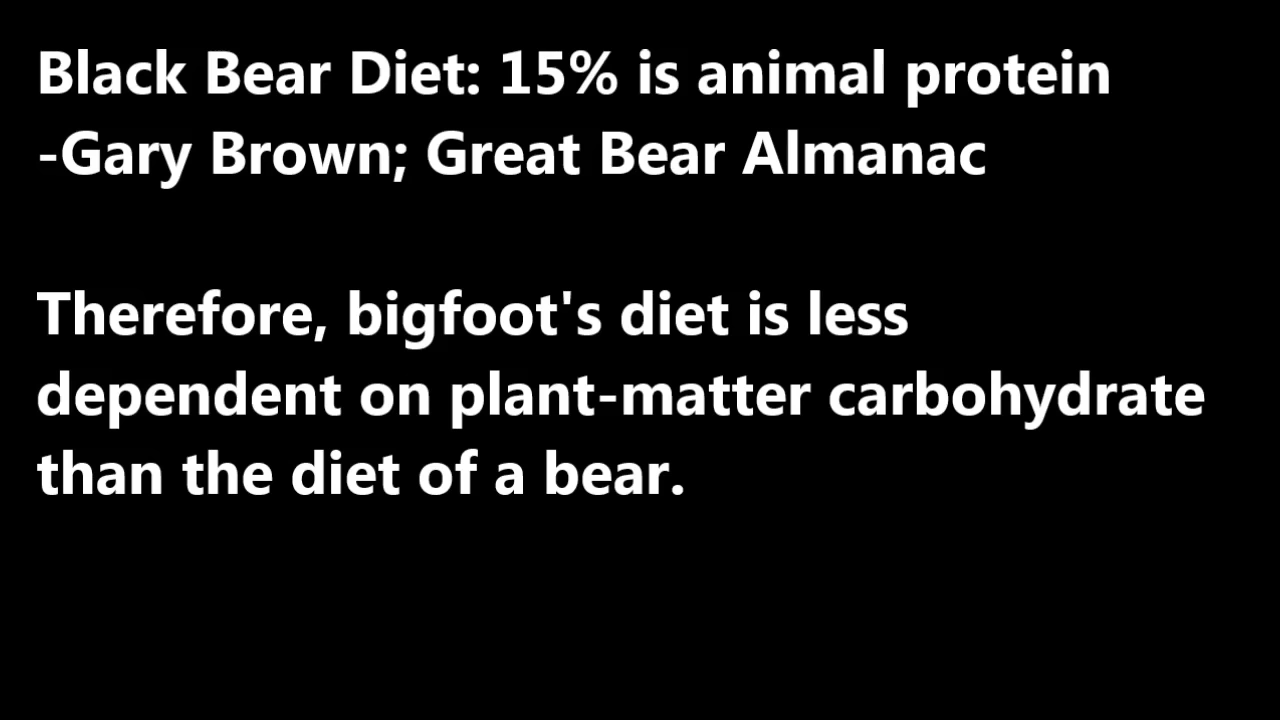 Black Bear Diet: 15% is animal protein
-Gary Brown; Great Bear Almanac
Therefore, bigfoot's diet is less
dependent on plant-matter carbohydrate
than the diet of a bear.